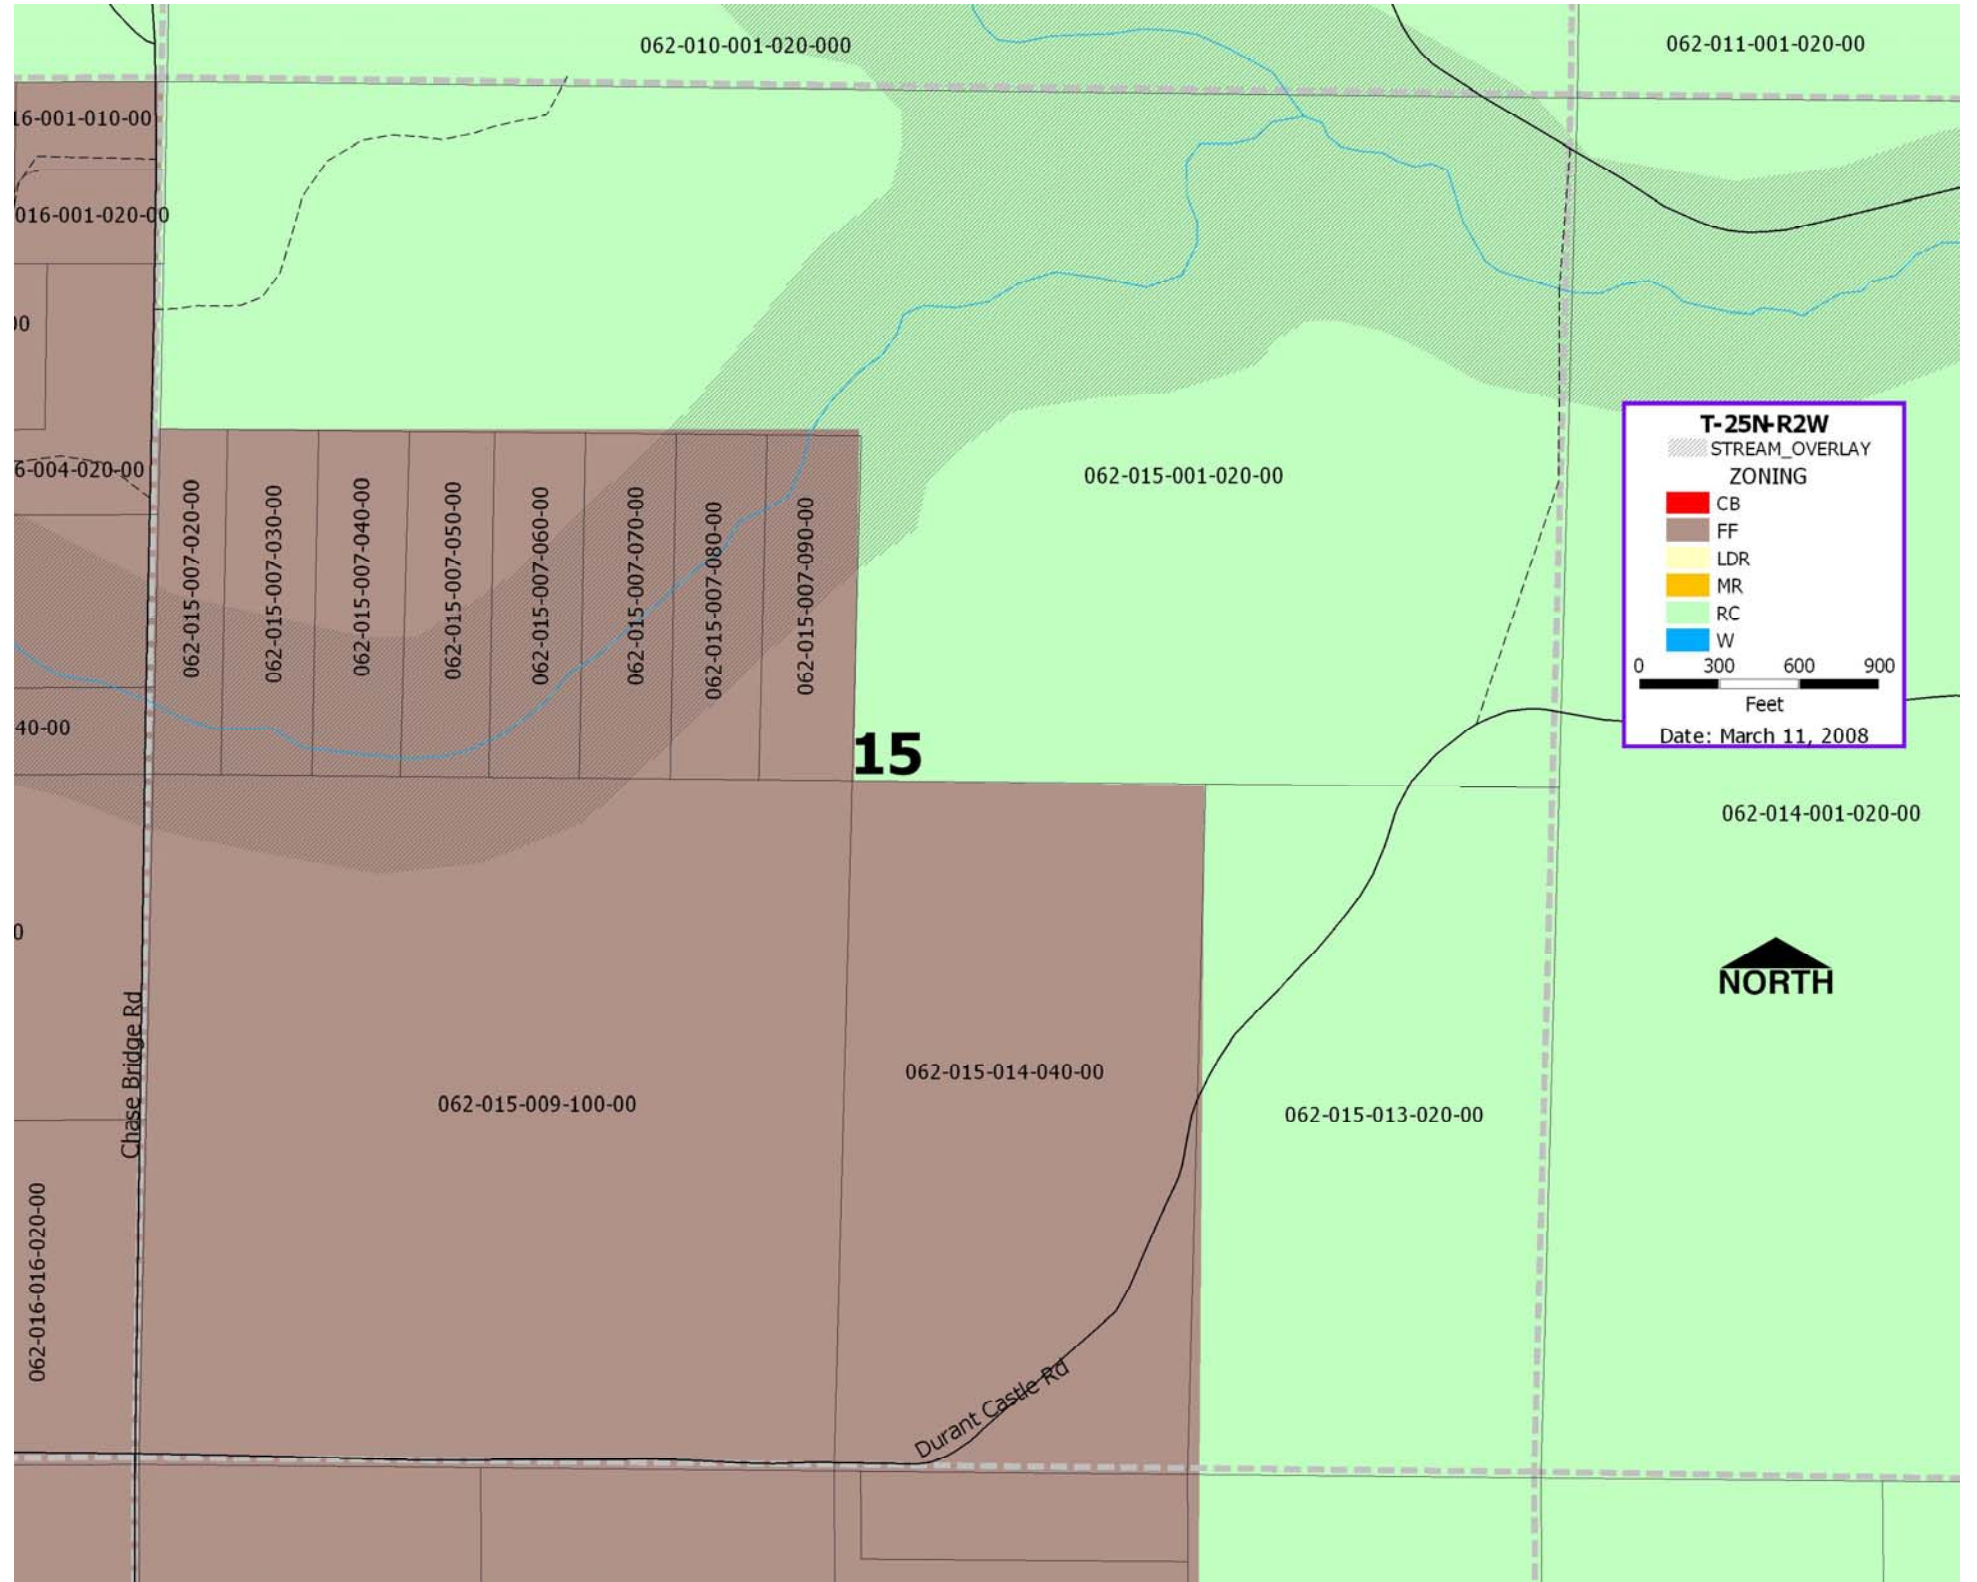 062-010-001-020-000
062-011-001-020-00
16-001-010-00
016-001-020-00
00
6-004-020-00
062-015-007-020-00
062-015-007-030-00
062-015-007-040-00
062-015-007-050-00
062-015-007-060-00
062-015-007-070-00
062-015-007-080-00
062-015-007-090-00
062-015-001-020-00
T-25N-R2W
STREAM_OVERLAY
ZONING
CB
FF
LDR
MR
RC
W
0 300 600 900
Feet
Date: March 11, 2008
40-00
15
062-014-001-020-00
0
NORTH
Chase Bridge Rd
062-015-009-100-00
062-015-014-040-00
062-015-013-020-00
062-016-016-020-00
Durant Castle Rd